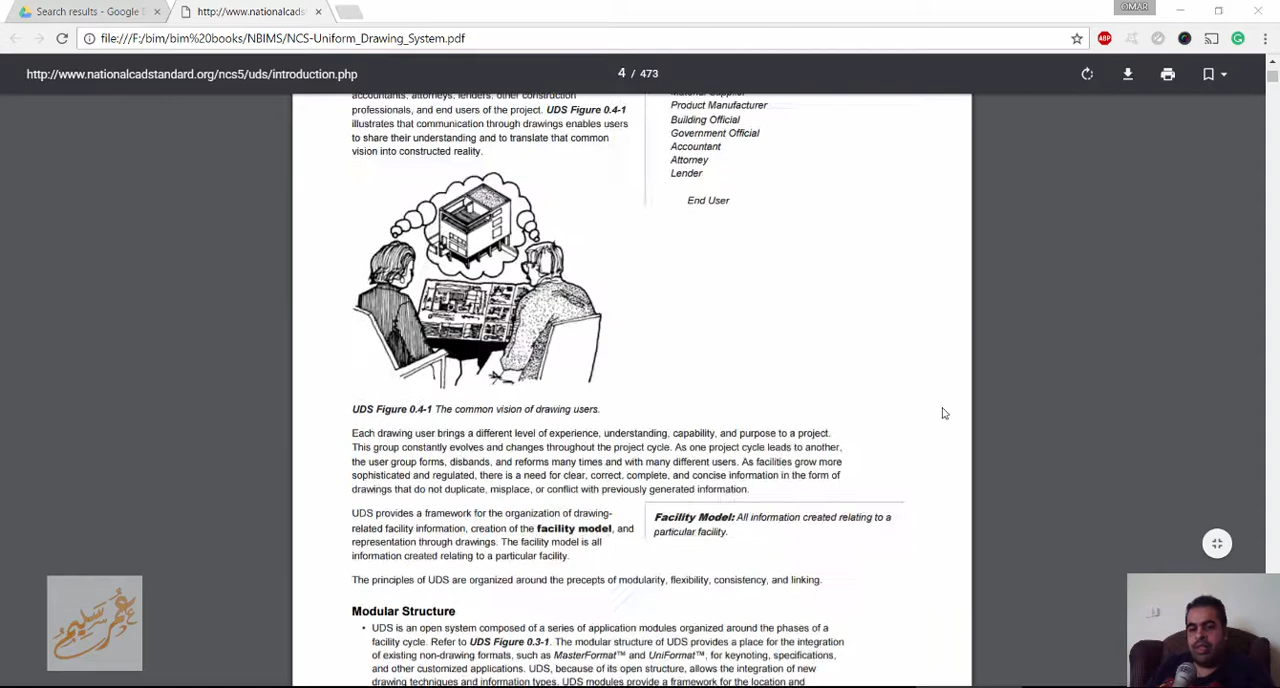 Search results - Google
http://www.nationalcads
OMAR
file:///F:/bim/bim%20books/NBIMS/NCS-Uniform_Drawing_System.pdf
ABP
http://www.nationalcadstandard.org/ncs5/uds/introduction.php
4 / 473
accountants, attorneys, lenders, other construction
professionals, and end users of the project. UDS Figure 0.4-1
illustrates that communication through drawings enables users
to share their understanding and to translate that common
vision into constructed reality.
Material Supplier
Product Manufacturer
Building Official
Government Official
Accountant
Attorney
Lender
End User
UDS Figure 0.4-1 The common vision of drawing users.
Each drawing user brings a different level of experience, understanding, capability, and purpose to a project.
This group constantly evolves and changes throughout the project cycle. As one project cycle leads to another,
the user group forms, disbands, and reforms many times and with many different users. As facilities grow more
sophisticated and regulated, there is a need for clear, correct, complete, and concise information in the form of
drawings that do not duplicate, misplace, or conflict with previously generated information.
UDS provides a framework for the organization of drawing-
related facility information, creation of the facility model, and
representation through drawings. The facility model is all
information created relating to a particular facility.
Facility Model: All information created relating to a
particular facility.
The principles of UDS are organized around the precepts of modularity, flexibility, consistency, and linking.
Modular Structure
• UDS is an open system composed of a series of application modules organized around the phases of a
facility cycle. Refer to UDS Figure 0.3-1. The modular structure of UDS provides a place for the integration
of existing non-drawing formats, such as MasterFormat™ and UniFormat™, for keynoting, specifications,
and other customized applications. UDS, because of its open structure, allows the integration of new
drawing techniques and information types. UDS modules provide a framework for the location and
عمر سليم